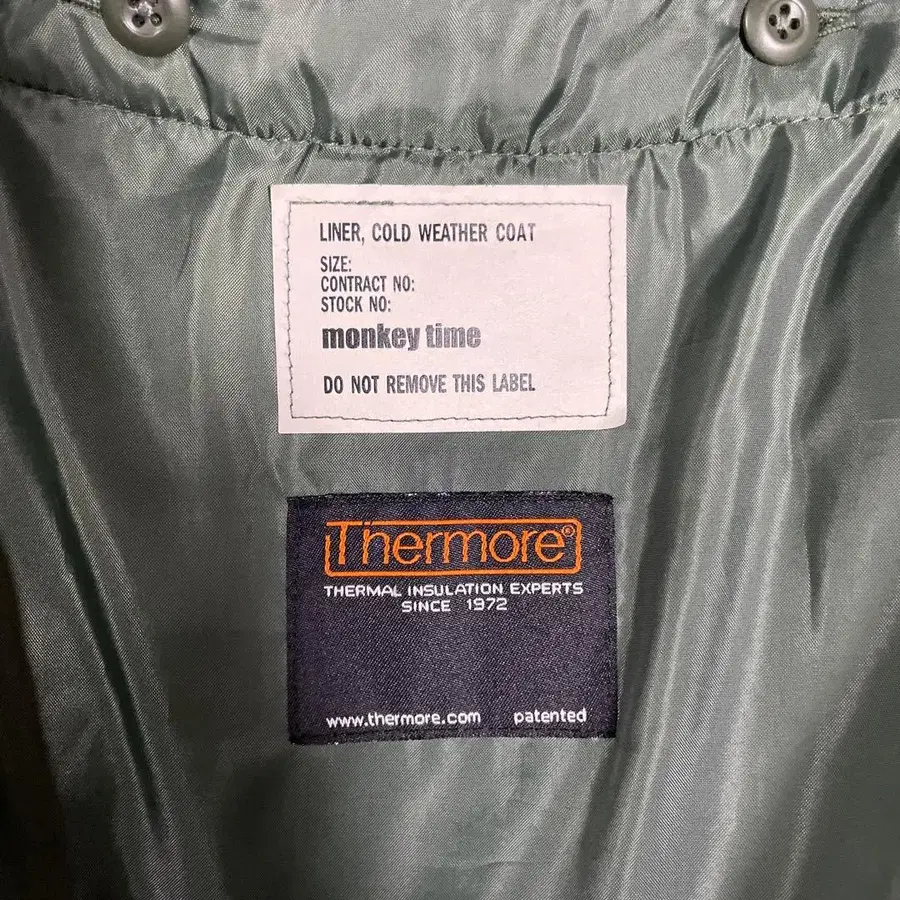 LINER, COLD WEATHER COAT
SIZE:
CONTRACT NO:
STOCK NO:
monkey time
DO NOT REMOVE THIS LABEL
Thermore®
THERMAL INSULATION EXPERTS
SINCE 1972
www.thermore.com patented